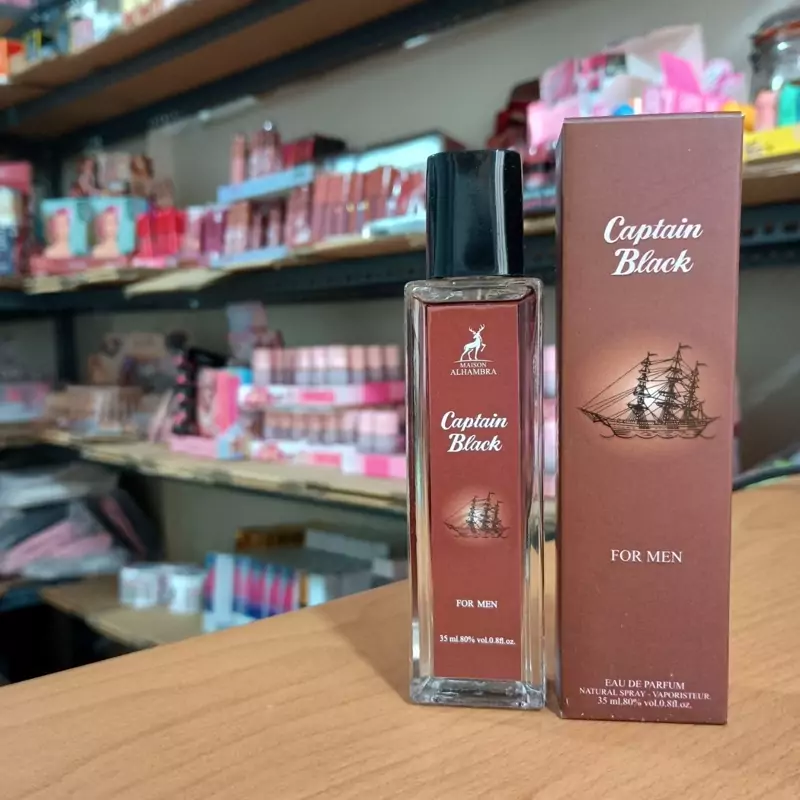 MAISON
ALHAMBRA
Captain
Black
FOR MEN
35 ml.80% vol.0.8fl.oz.
Captain
Black
FOR MEN
EAU DE PARFUM
NATURAL SPRAY - VAPORISTEUR.
35 ml.80% vol.0.8fl.oz.